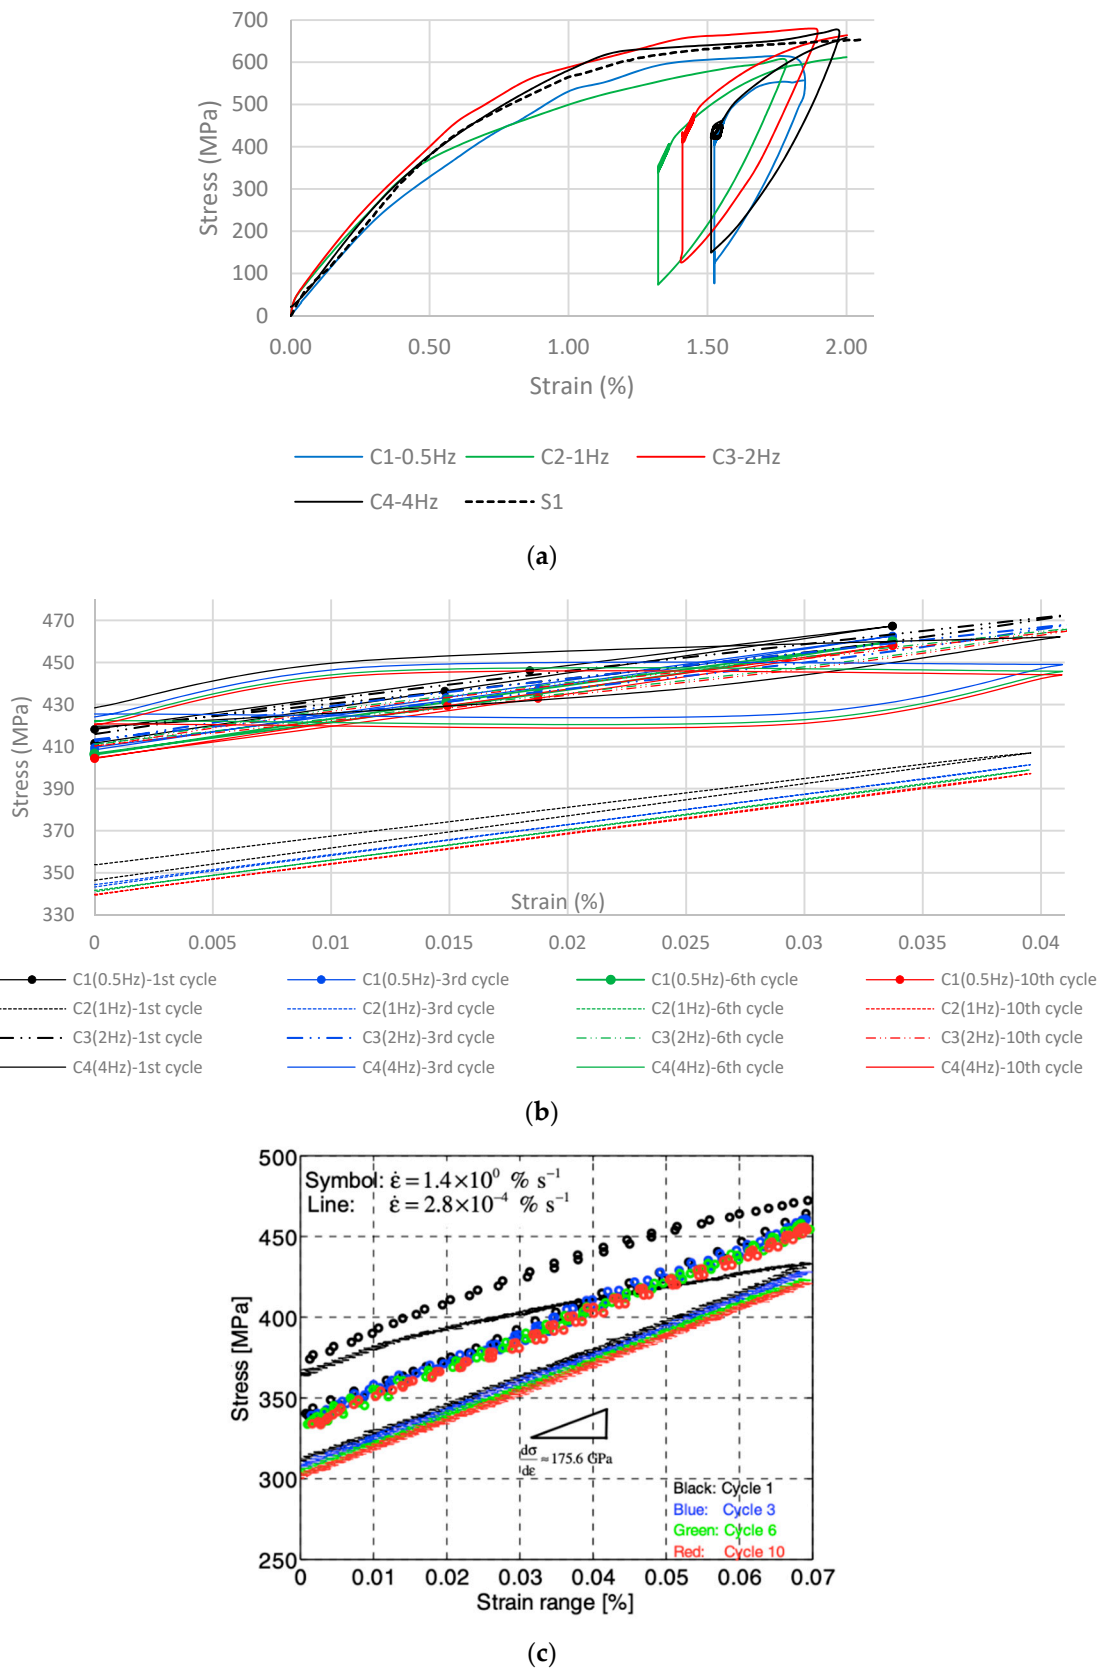 700
600
500
400
300
200
100
0
Stress (MPa)
0.00 0.50 1.00 1.50 2.00
Strain (%)
C1-0.5Hz C2-1Hz C3-2Hz
C4-4Hz S1
(a)
470
450
430
410
390
370
350
330
Stress (MPa)
Strain (%)
0 0.005 0.01 0.015 0.02 0.025 0.03 0.035 0.04
C1(0.5Hz)-1st cycle C1(0.5Hz)-3rd cycle C1(0.5Hz)-6th cycle C1(0.5Hz)-10th cycle
C2(1Hz)-1st cycle C2(1Hz)-3rd cycle C2(1Hz)-6th cycle C2(1Hz)-10th cycle
C3(2Hz)-1st cycle C3(2Hz)-3rd cycle C3(2Hz)-6th cycle C3(2Hz)-10th cycle
C4(4Hz)-1st cycle C4(4Hz)-3rd cycle C4(4Hz)-6th cycle C4(4Hz)-10th cycle
(b)
500
450
400
350
300
250
Stress [MPa]
Symbol: ε̇ = 1.4×10⁰ % s⁻¹
Line: ε̇ = 2.8×10⁻⁴ % s⁻¹
dσ/dε ≈ 175.6 GPa
Black: Cycle 1
Blue: Cycle 3
Green: Cycle 6
Red: Cycle 10
0 0.01 0.02 0.03 0.04 0.05 0.06 0.07
Strain range [%]
(c)